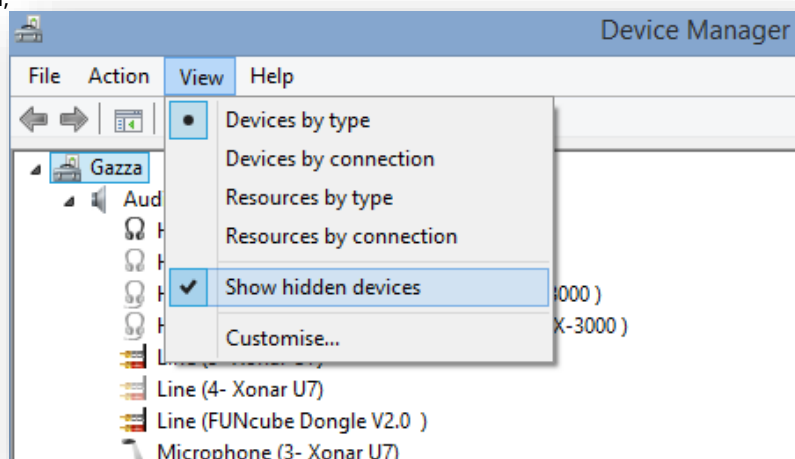 Device Manager
File Action View Help
Devices by type
Devices by connection
Resources by type
Resources by connection
Show hidden devices
Customise...
Gazza
Aud
H
H
H 3000 )
H X-3000 )
Line (4- Xonar U7)
Line (FUNcube Dongle V2.0 )
Microphone (3- Xonar U7)